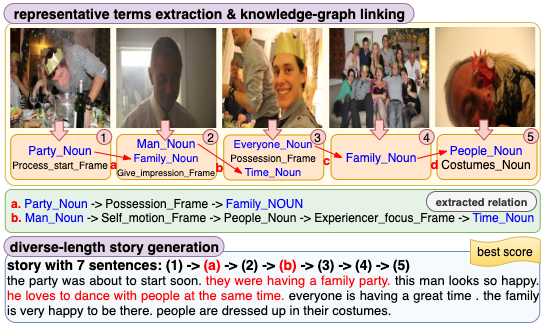 representative terms extraction & knowledge-graph linking
1
2
3
4
5
Party_Noun
Process_start_Frame
a
Man_Noun
Family_Noun
Give_impression_Frame
b
Everyone_Noun
Possession_Frame
Time_Noun
c
Family_Noun
d
People_Noun
Costumes_Noun
a. Party_Noun -> Possession_Frame -> Family_NOUN
extracted relation
b. Man_Noun -> Self_motion_Frame -> People_Noun -> Experiencer_focus_Frame -> Time_Noun
diverse-length story generation
best score
story with 7 sentences: (1) -> (a) -> (2) -> (b) -> (3) -> (4) -> (5)
the party was about to start soon. they were having a family party. this man looks so happy.
he loves to dance with people at the same time. everyone is having a great time . the family
is very happy to be there. people are dressed up in their costumes.